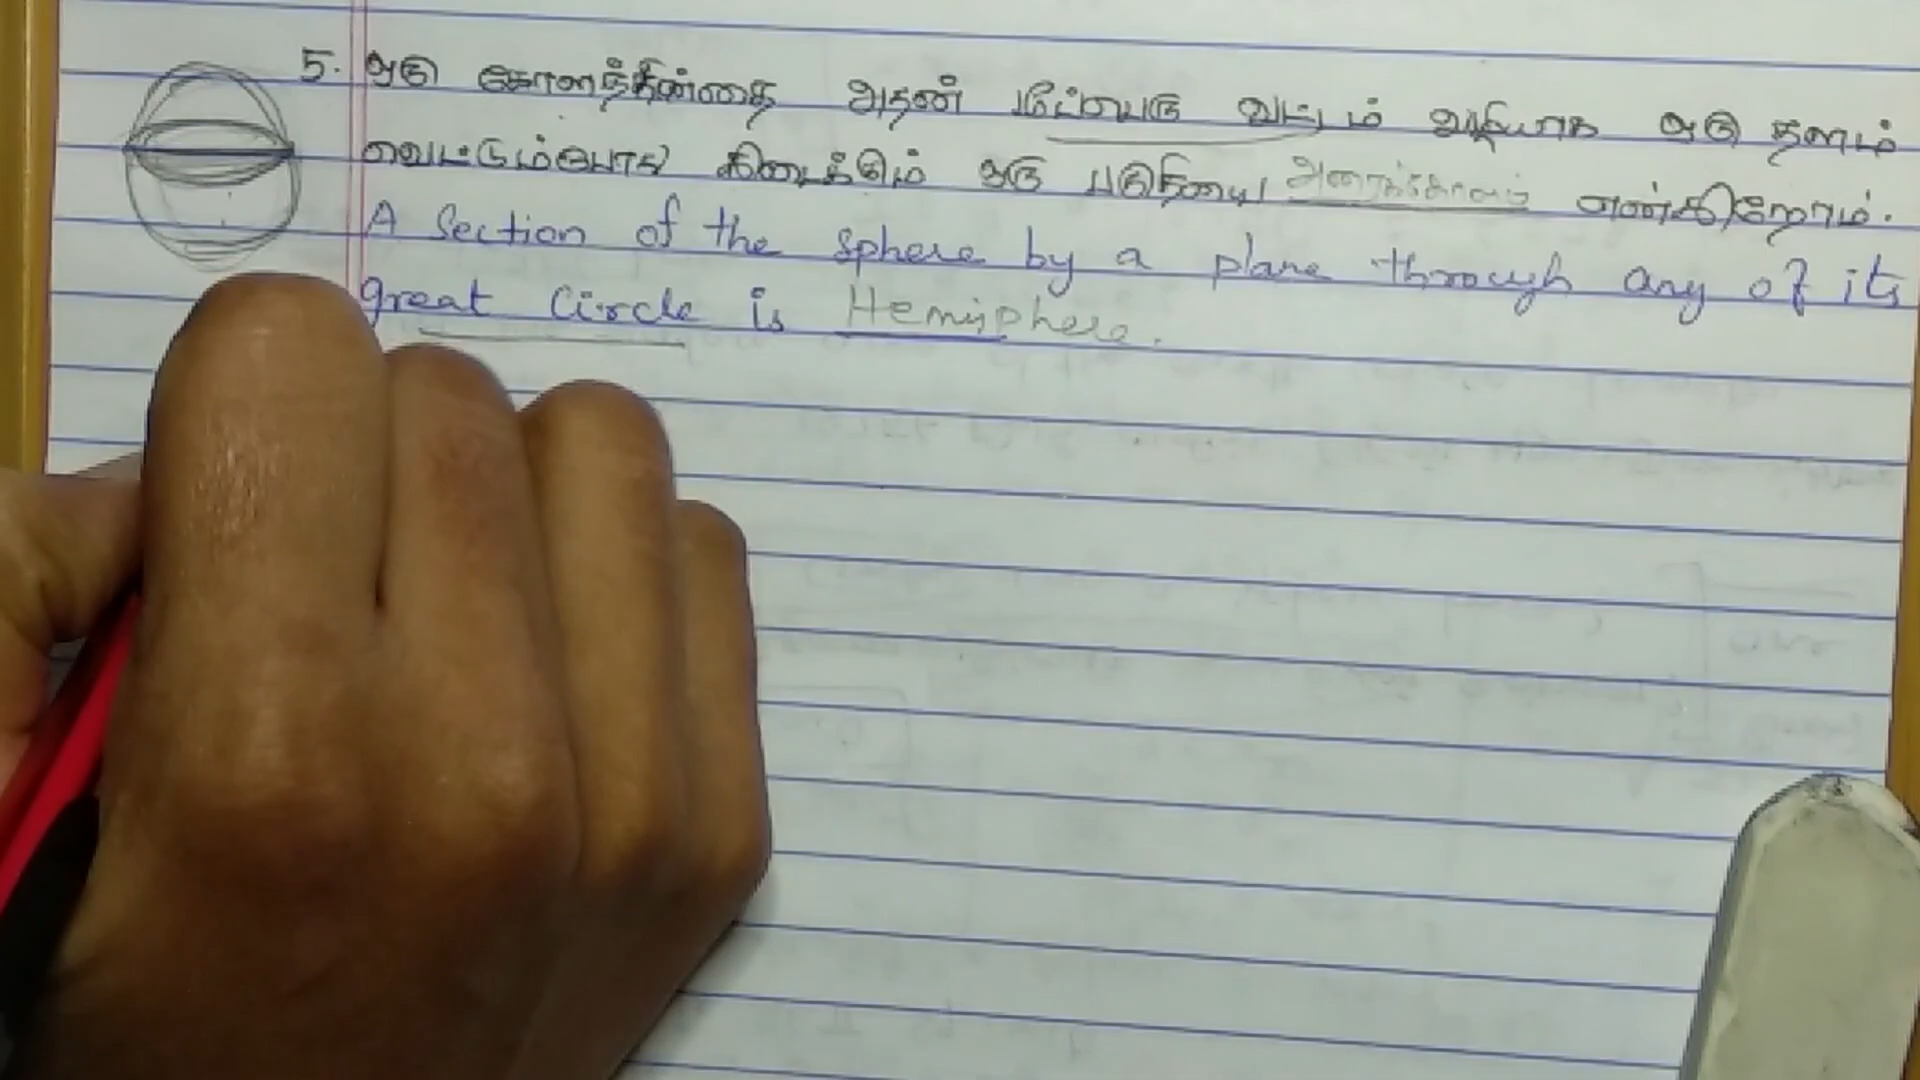 5. ஒரு கோளத்தின்தை அதன் மீப்பெரு வட்டம் வழியாக ஒரு தளம்
வெட்டும்போது கிடைக்கும் ஒரு பகுதியை அரைக்கோளம் என்கிறோம்.
A Section of the sphere by a plane through any of its
great Circle is Hemisphere.